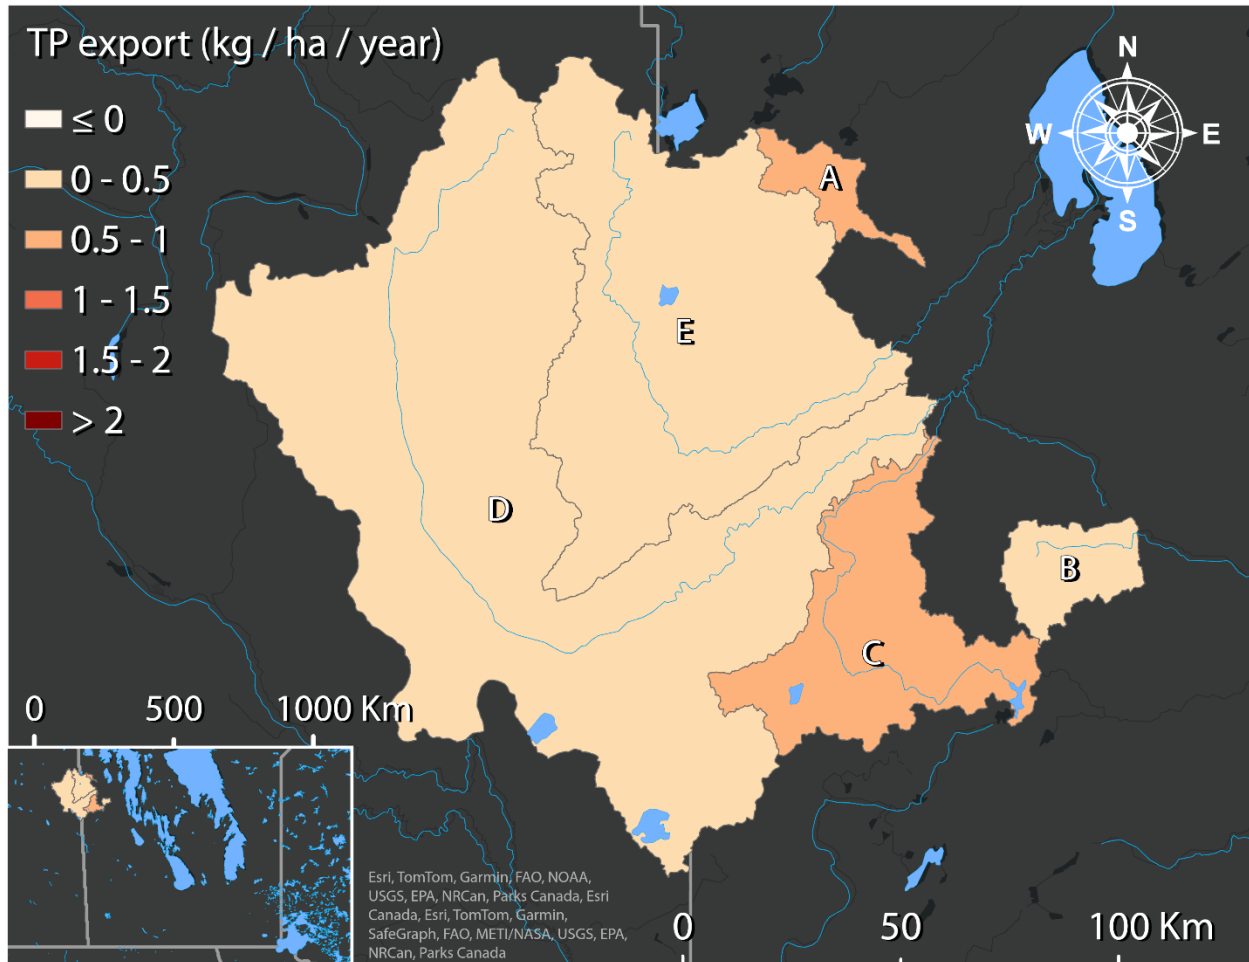 TP export (kg / ha / year)
≤ 0
0 - 0.5
0.5 - 1
1 - 1.5
1.5 - 2
> 2
N
W
E
S
A
E
D
B
C
0 500 1000 Km
Esri, TomTom, Garmin, FAO, NOAA,
USGS, EPA, NRCan, Parks Canada, Esri
Canada, Esri, TomTom, Garmin,
SafeGraph, FAO, METI/NASA, USGS, EPA,
NRCan, Parks Canada
0 50 100 Km